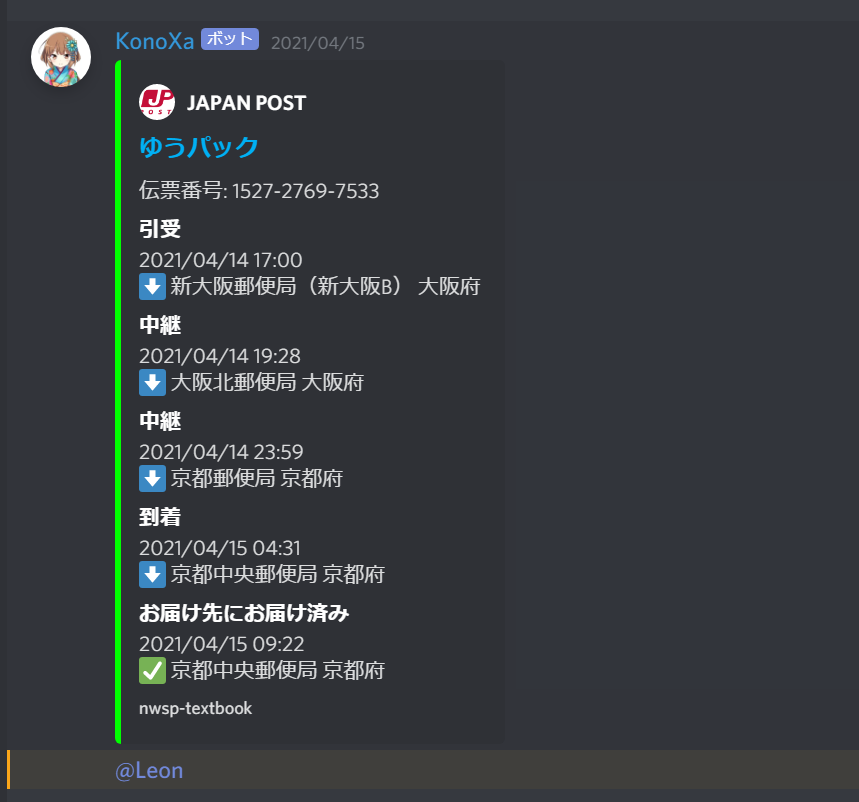 KonoXa ボット 2021/04/15
JP POST JAPAN POST
ゆうパック
伝票番号: 1527-2769-7533
引受
2021/04/14 17:00
新大阪郵便局（新大阪B） 大阪府
中継
2021/04/14 19:28
大阪北郵便局 大阪府
中継
2021/04/14 23:59
京都郵便局 京都府
到着
2021/04/15 04:31
京都中央郵便局 京都府
お届け先にお届け済み
2021/04/15 09:22
京都中央郵便局 京都府
nwsp-textbook
@Leon